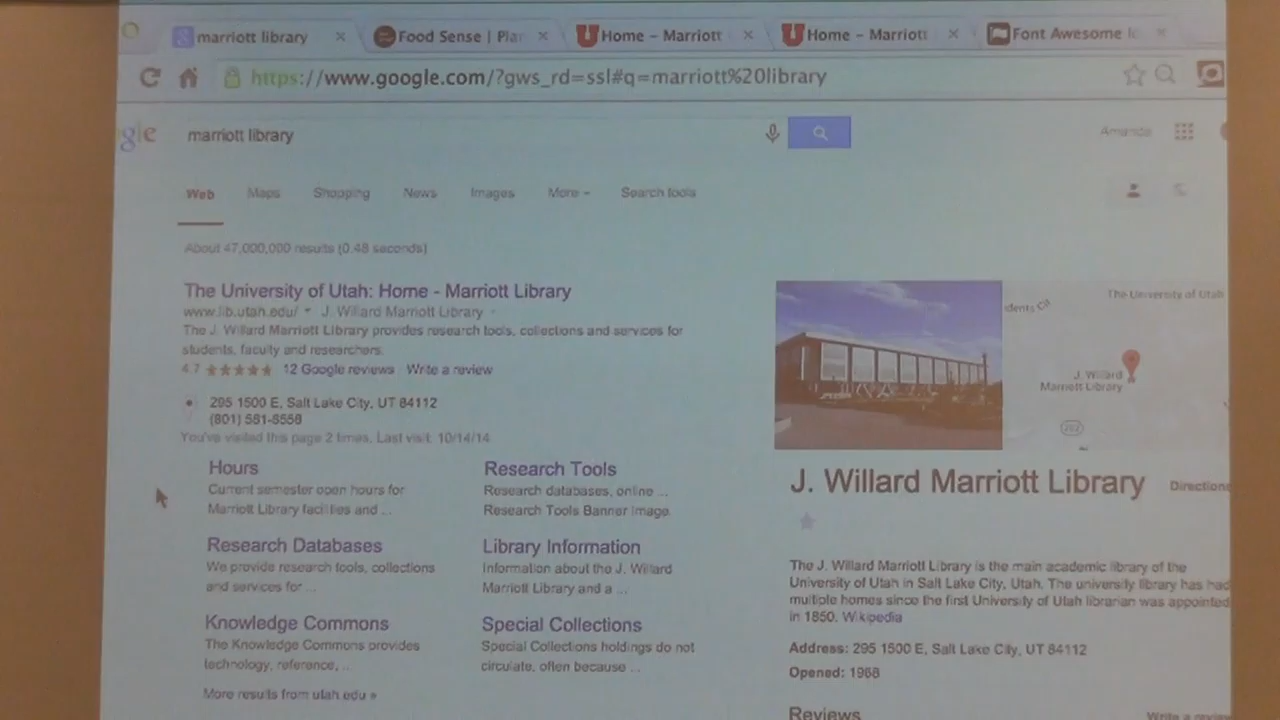 marriott library
Food Sense | Plan
Home – Marriott
Home – Marriott
Font Awesome Ic
https://www.google.com/?gws_rd=ssl#q=marriott%20library
gle
marriott library
Amanda
Web Maps Shopping News Images More Search tools
About 47,000,000 results (0.48 seconds)
The University of Utah: Home - Marriott Library
www.lib.utah.edu/ J. Willard Marriott Library
The J. Willard Marriott Library provides research tools, collections and services for
students, faculty and researchers.
4.7 ★★★★★ 12 Google reviews · Write a review
295 1500 E, Salt Lake City, UT 84112
(801) 581-8558
You've visited this page 2 times. Last visit: 10/14/14
Hours
Current semester open hours for
Marriott Library facilities and ...
Research Tools
Research databases, online ...
Research Tools Banner Image.
Research Databases
We provide research tools, collections
and services for ...
Library Information
Information about the J. Willard
Marriott Library and a ...
Knowledge Commons
The Knowledge Commons provides
technology, reference, ...
Special Collections
Special Collections holdings do not
circulate, often because ...
More results from utah.edu »
The University of Utah
J. Willard
Marriott Library
J. Willard Marriott Library
Directions
The J. Willard Marriott Library is the main academic library of the
University of Utah in Salt Lake City, Utah. The university library has had
multiple homes since the first University of Utah librarian was appointed
in 1850. Wikipedia
Address: 295 1500 E, Salt Lake City, UT 84112
Opened: 1968
Reviews
Write a review